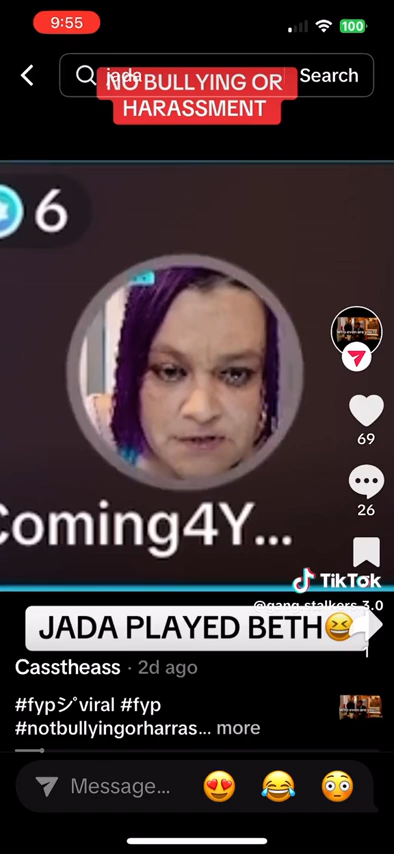 9:55
100
jada
Search
NO BULLYING OR
HARASSMENT
6
Coming4Y...
69
26
TikTok
@gang.stalkers.3.0
JADA PLAYED BETH😆
Casstheass · 2d ago
#fypシ゚viral #fyp
#notbullyingorharras... more
Message...